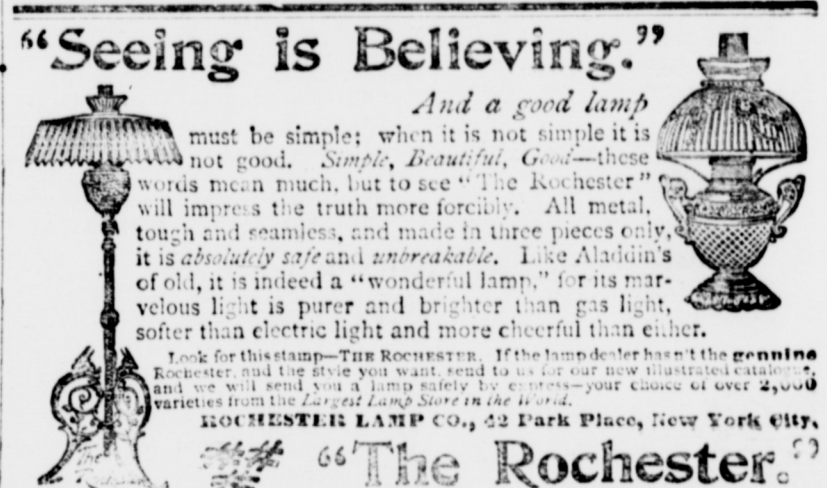 “Seeing is Believing.”
And a good lamp
must be simple; when it is not simple it is
not good. Simple, Beautiful, Good—these
words mean much, but to see “The Rochester”
will impress the truth more forcibly. All metal,
tough and seamless, and made in three pieces only,
it is absolutely safe and unbreakable. Like Aladdin's
of old, it is indeed a “wonderful lamp,” for its mar-
velous light is purer and brighter than gas light,
softer than electric light and more cheerful than either.
Look for this stamp—THE ROCHESTER. If the lamp dealer hasn't the genuine
Rochester, and the style you want, send to us for our new illustrated catalogue,
and we will send you a lamp safely by express—your choice of over 2,000
varieties from the Largest Lamp Store in the World.
ROCHESTER LAMP CO., 42 Park Place, New York City.
“The Rochester.”